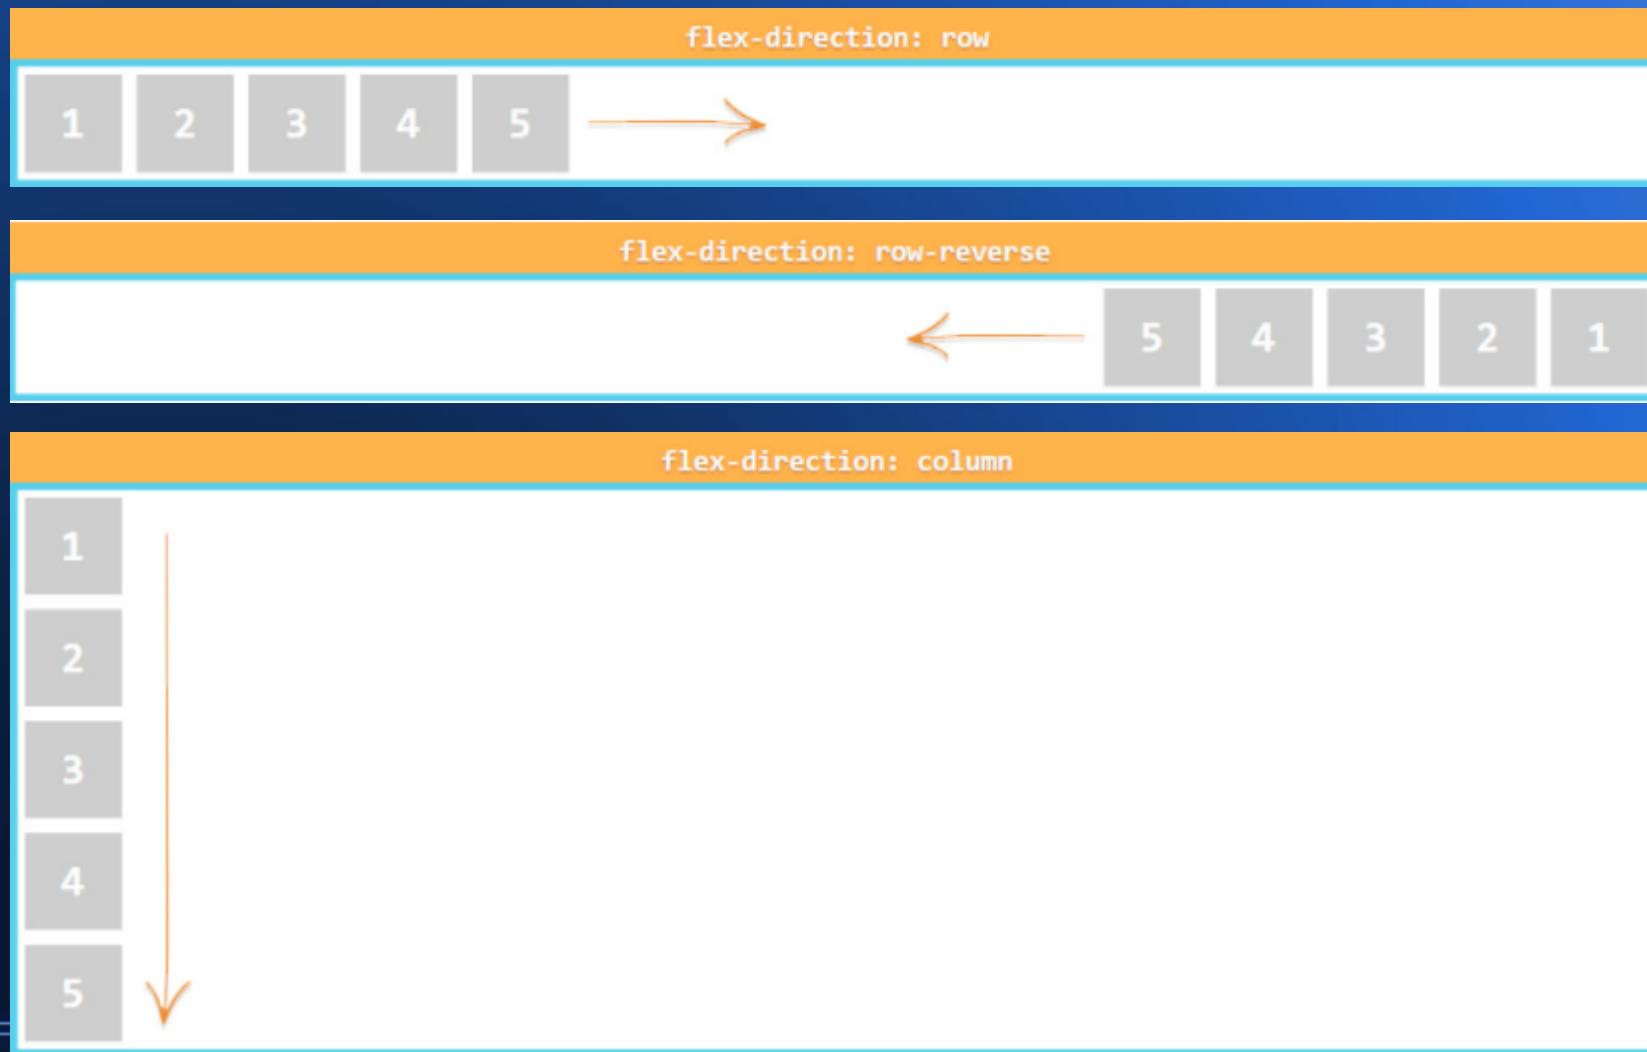 flex-direction: row
1 2 3 4 5
flex-direction: row-reverse
5 4 3 2 1
flex-direction: column
1
2
3
4
5